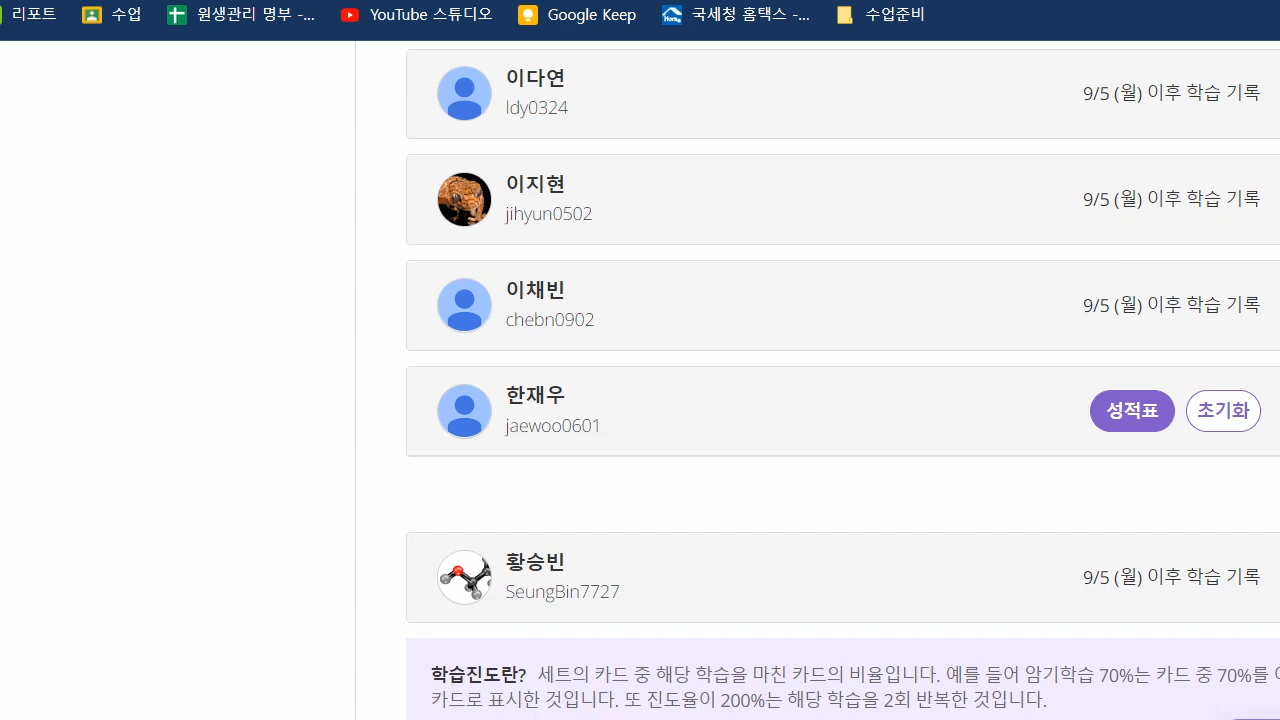 리포트 수업 원생관리 명부 -... YouTube 스튜디오 Google Keep 국세청 홈택스 -... 수업준비
이다연
ldy0324
9/5 (월) 이후 학습 기록
이지현
jihyun0502
9/5 (월) 이후 학습 기록
이채빈
chebn0902
9/5 (월) 이후 학습 기록
한재우
jaewoo0601
성적표 초기화
황승빈
SeungBin7727
9/5 (월) 이후 학습 기록
학습진도란? 세트의 카드 중 해당 학습을 마친 카드의 비율입니다. 예를 들어 암기학습 70%는 카드 중 70%를
카드로 표시한 것입니다. 또 진도율이 200%는 해당 학습을 2회 반복한 것입니다.